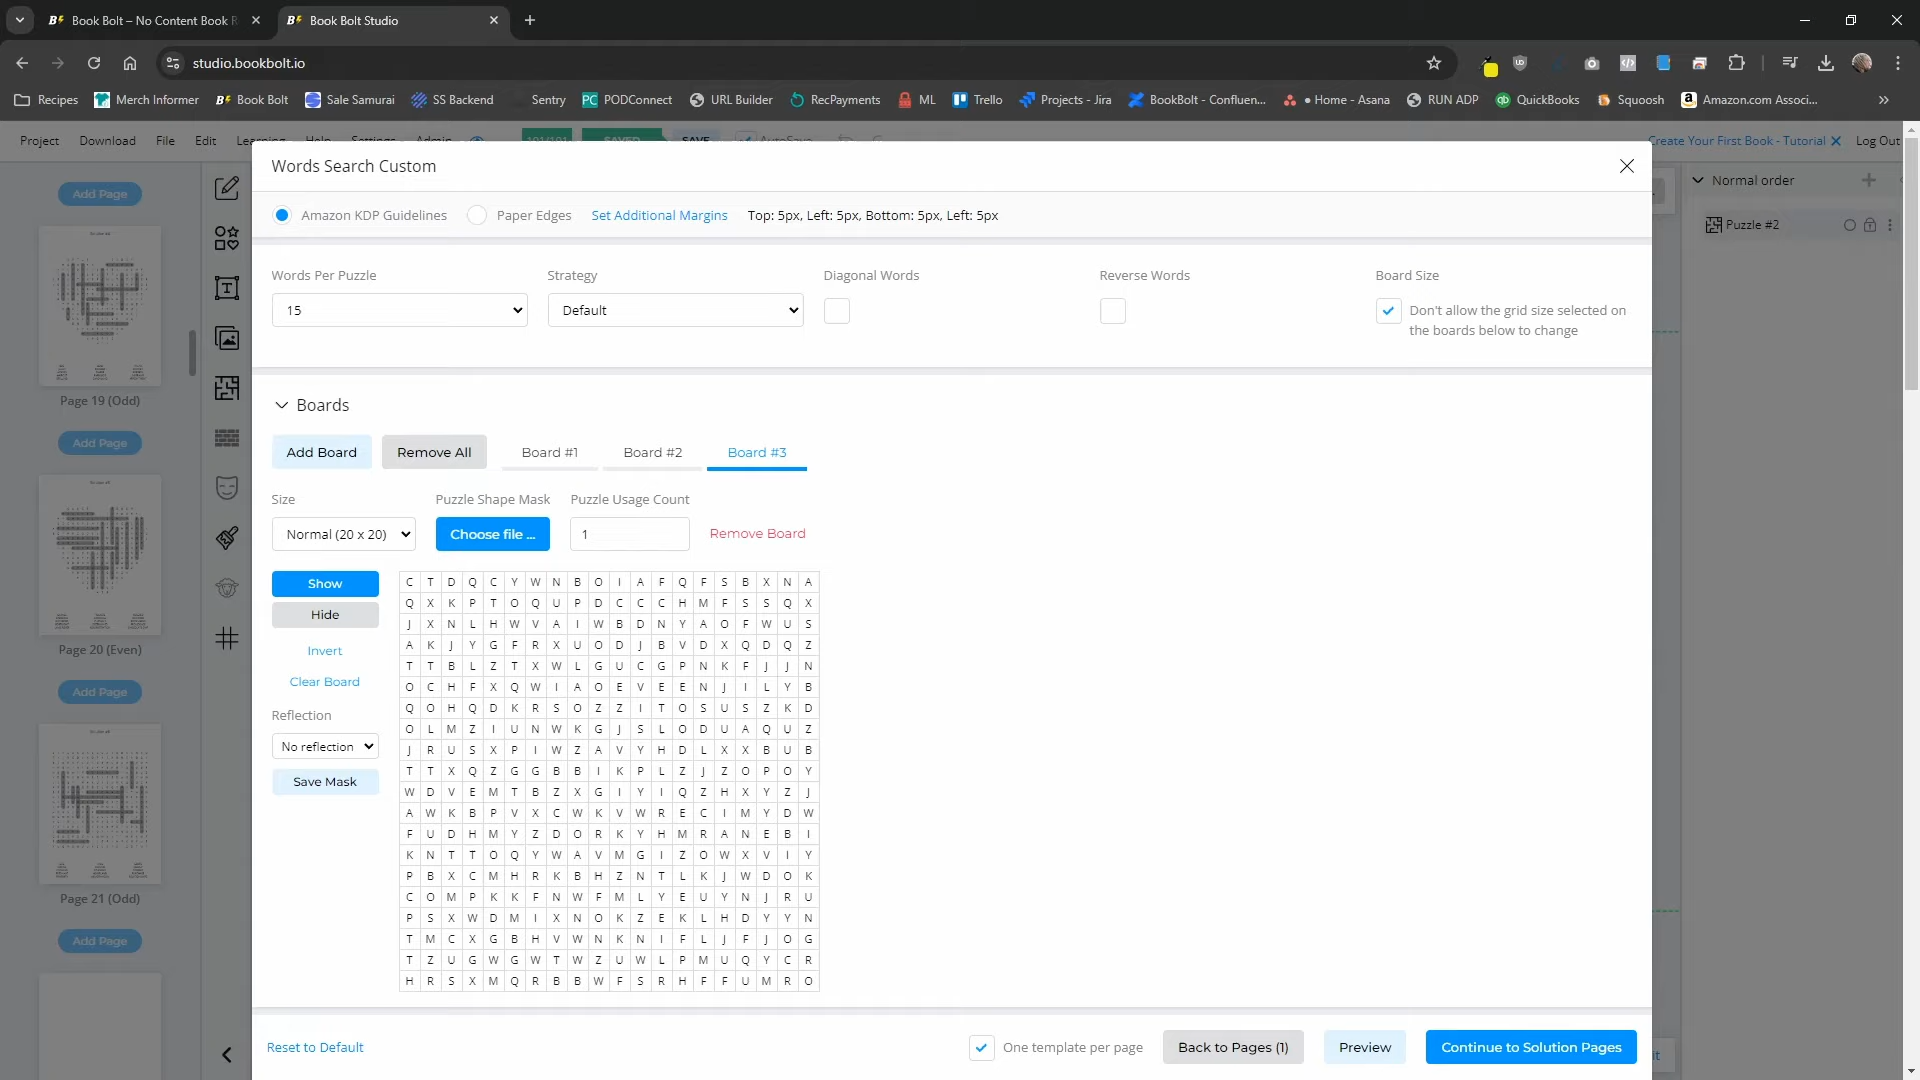 Book Bolt – No Content Book R
Book Bolt Studio
studio.bookbolt.io
Recipes
Merch Informer
Book Bolt
Sale Samurai
SS Backend
Sentry
PC PODConnect
URL Builder
RecPayments
ML
Trello
Projects - Jira
BookBolt - Confluen...
● Home - Asana
RUN ADP
QuickBooks
Squoosh
Amazon.com Associ...
Project
Download
File
Edit
Create Your First Book - Tutorial
Log Out
Words Search Custom
Amazon KDP Guidelines
Paper Edges
Set Additional Margins
Top: 5px, Left: 5px, Bottom: 5px, Left: 5px
Words Per Puzzle
Strategy
Diagonal Words
Reverse Words
Board Size
15
Default
Don't allow the grid size selected on
the boards below to change
Boards
Add Board
Remove All
Board #1
Board #2
Board #3
Size
Puzzle Shape Mask
Puzzle Usage Count
Normal (20 x 20)
Choose file ...
1
Remove Board
Show
Hide
Invert
Clear Board
Reflection
No reflection
Save Mask
C T D Q C Y W N B O I A F Q F S B X N A
Q X K P T O Q U P D C C C H M F S S Q X
J X N L H W V A I W B D N Y A O F W U S
A K J Y G F R X U O D J B V D X Q D Q Z
T T B L Z T X W L G U C G P N K F J J N
O C H F X Q W I A O E V E E N J I L Y B
Q O H Q D K R S O Z Z I T O S U S Z K D
O L M Z I U N W K G J S L O D U A Q U Z
J R U S X P I W Z A V Y H D L X X B U B
T T X Q Z G G B B I K P L Z J Z O P O Y
W D V E M T B Z X G I Y I Q Z H X Y Z J
A W K B P V X C W K V W R E C I M Y D W
F U D H M Y Z D O R K Y H M R A N E B I
K N T T O Q Y W A V M G I Z O W X V I Y
P B X C M H R K B H Z N T L K J W D O K
C O M P K K F N W F M L Y E U Y N J R U
P S X W D M I X N O K Z E K L H D Y Y N
T M C X G B H V W N K N I F L J F J O G
T Z U G W G W T W Z U W L P M U Q Y C R
H R S X M Q R B B W F S R H F F U M R O
Reset to Default
One template per page
Back to Pages (1)
Preview
Continue to Solution Pages
Add Page
Page 19 (Odd)
Add Page
Page 20 (Even)
Add Page
Page 21 (Odd)
Add Page
Normal order
Puzzle #2